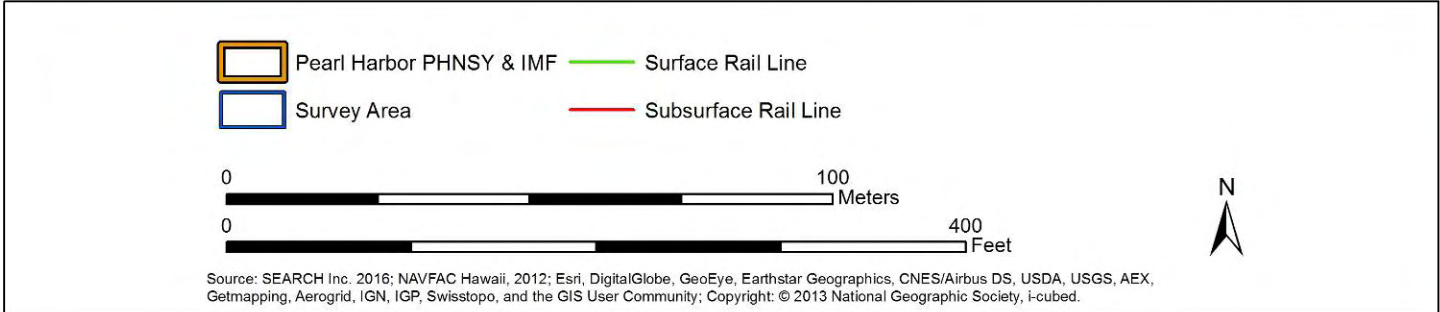 Pearl Harbor PHNSY & IMF
Surface Rail Line
Survey Area
Subsurface Rail Line
0
100
Meters
0
400
Feet
N
Source: SEARCH Inc. 2016; NAVFAC Hawaii, 2012; Esri, DigitalGlobe, GeoEye, Earthstar Geographics, CNES/Airbus DS, USDA, USGS, AEX,
Getmapping, Aerogrid, IGN, IGP, Swisstopo, and the GIS User Community; Copyright: © 2013 National Geographic Society, i-cubed.